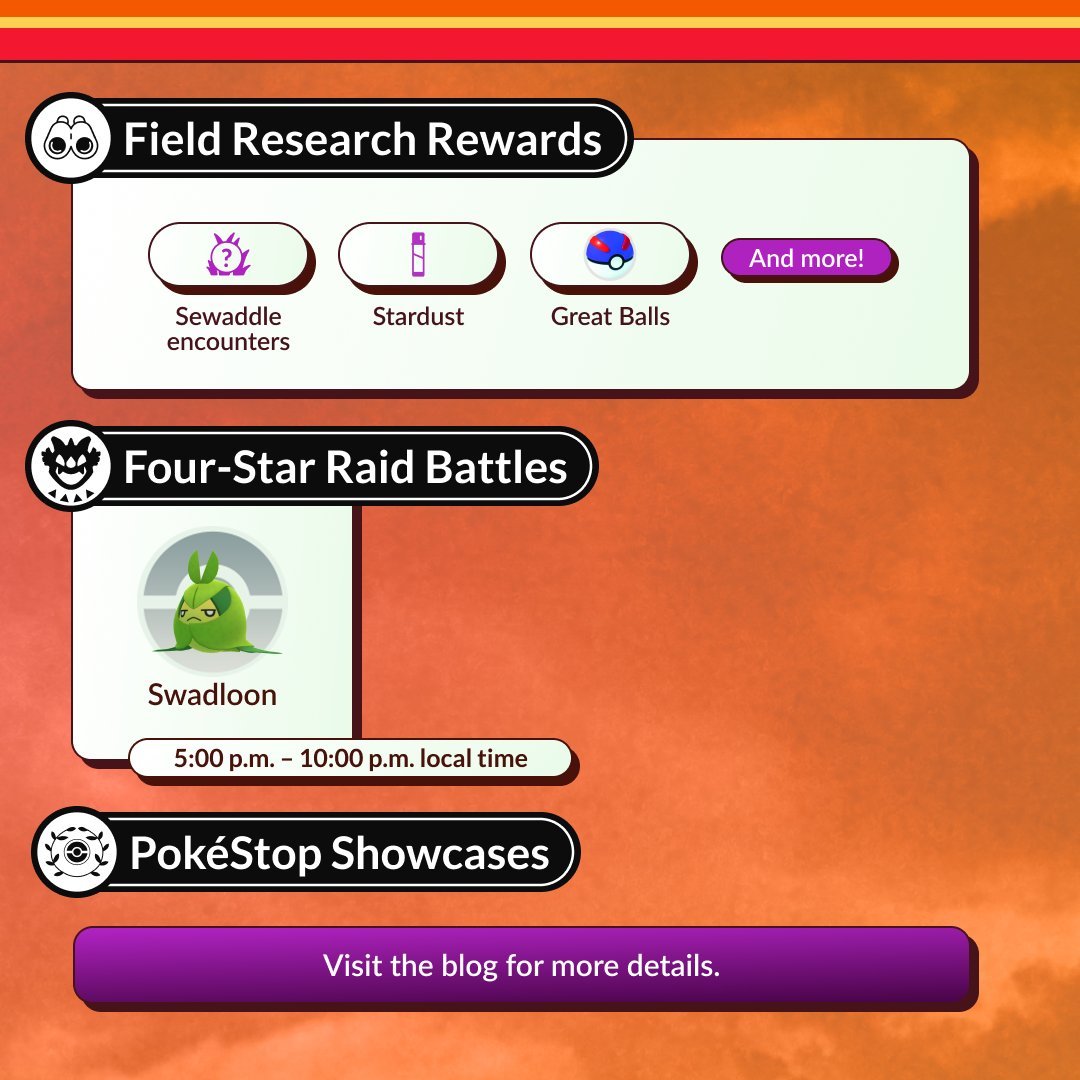 Field Research Rewards
?
Sewaddle
encounters
Stardust
Great Balls
And more!
Four-Star Raid Battles
Swadloon
5:00 p.m. – 10:00 p.m. local time
PokéStop Showcases
Visit the blog for more details.